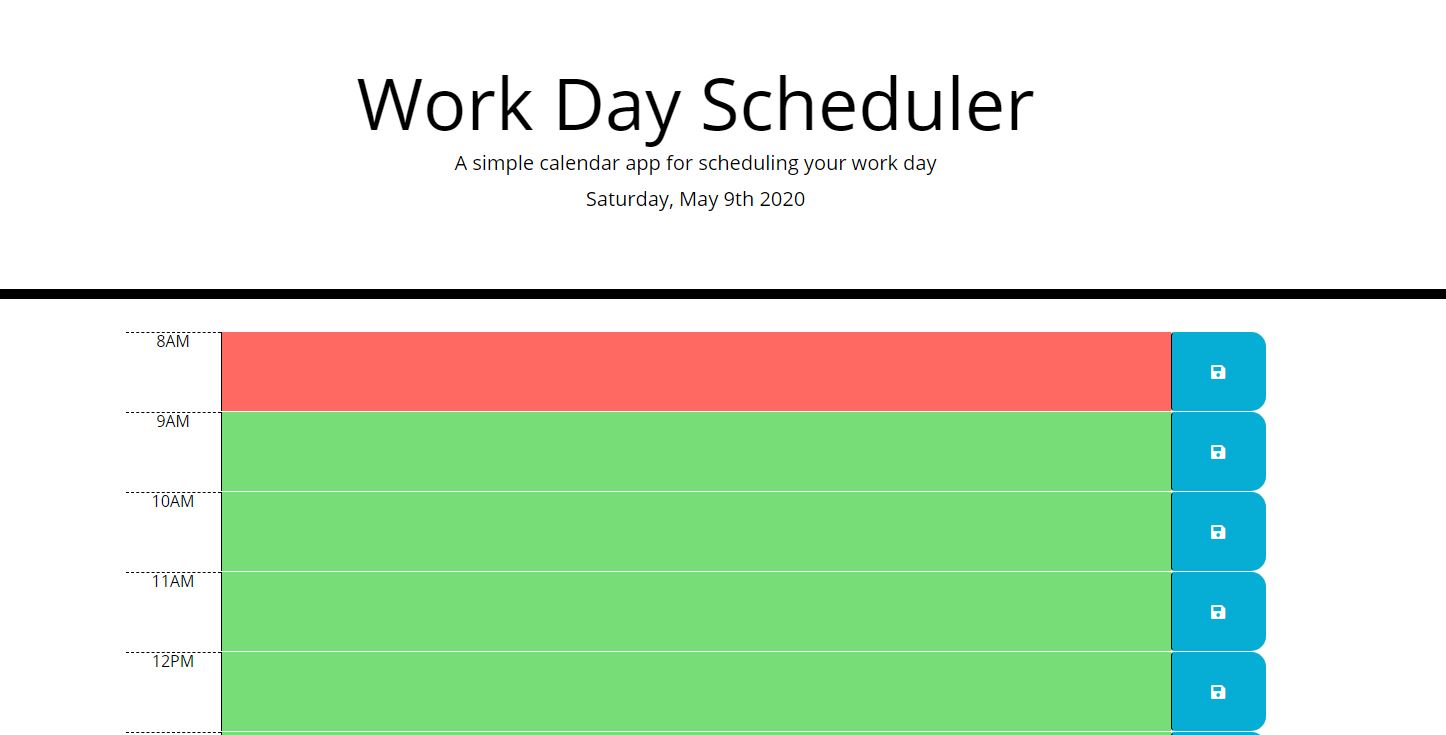 Work Day Scheduler
A simple calendar app for scheduling your work day
Saturday, May 9th 2020
8AM
9AM
10AM
11AM
12PM